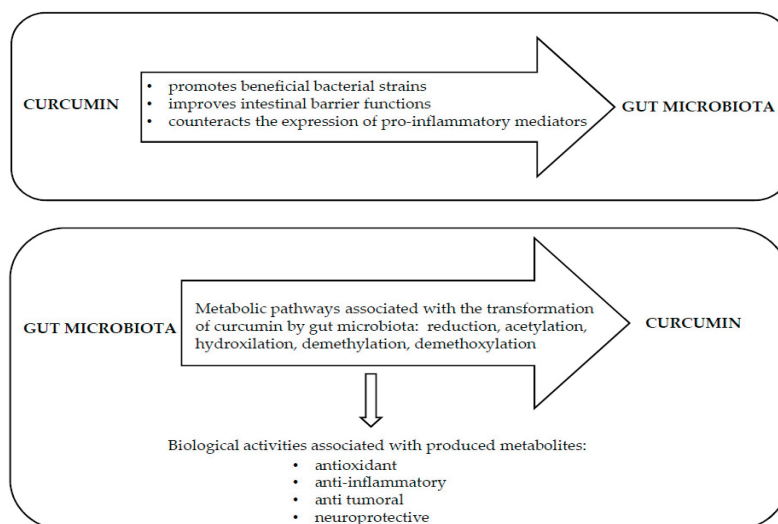 • promotes beneficial bacterial strains
CURCUMIN
• improves intestinal barrier functions
GUT MICROBIOTA
• counteracts the expression of pro-inflammatory mediators
Metabolic pathways associated with the transformation
GUT MICROBIOTA
of curcumin by gut microbiota: reduction, acetylation,
CURCUMIN
hydroxilation, demethylation, demethoxylation
Biological activities associated with produced metabolites:
• antioxidant
• anti-inflammatory
• anti tumoral
• neuroprotective